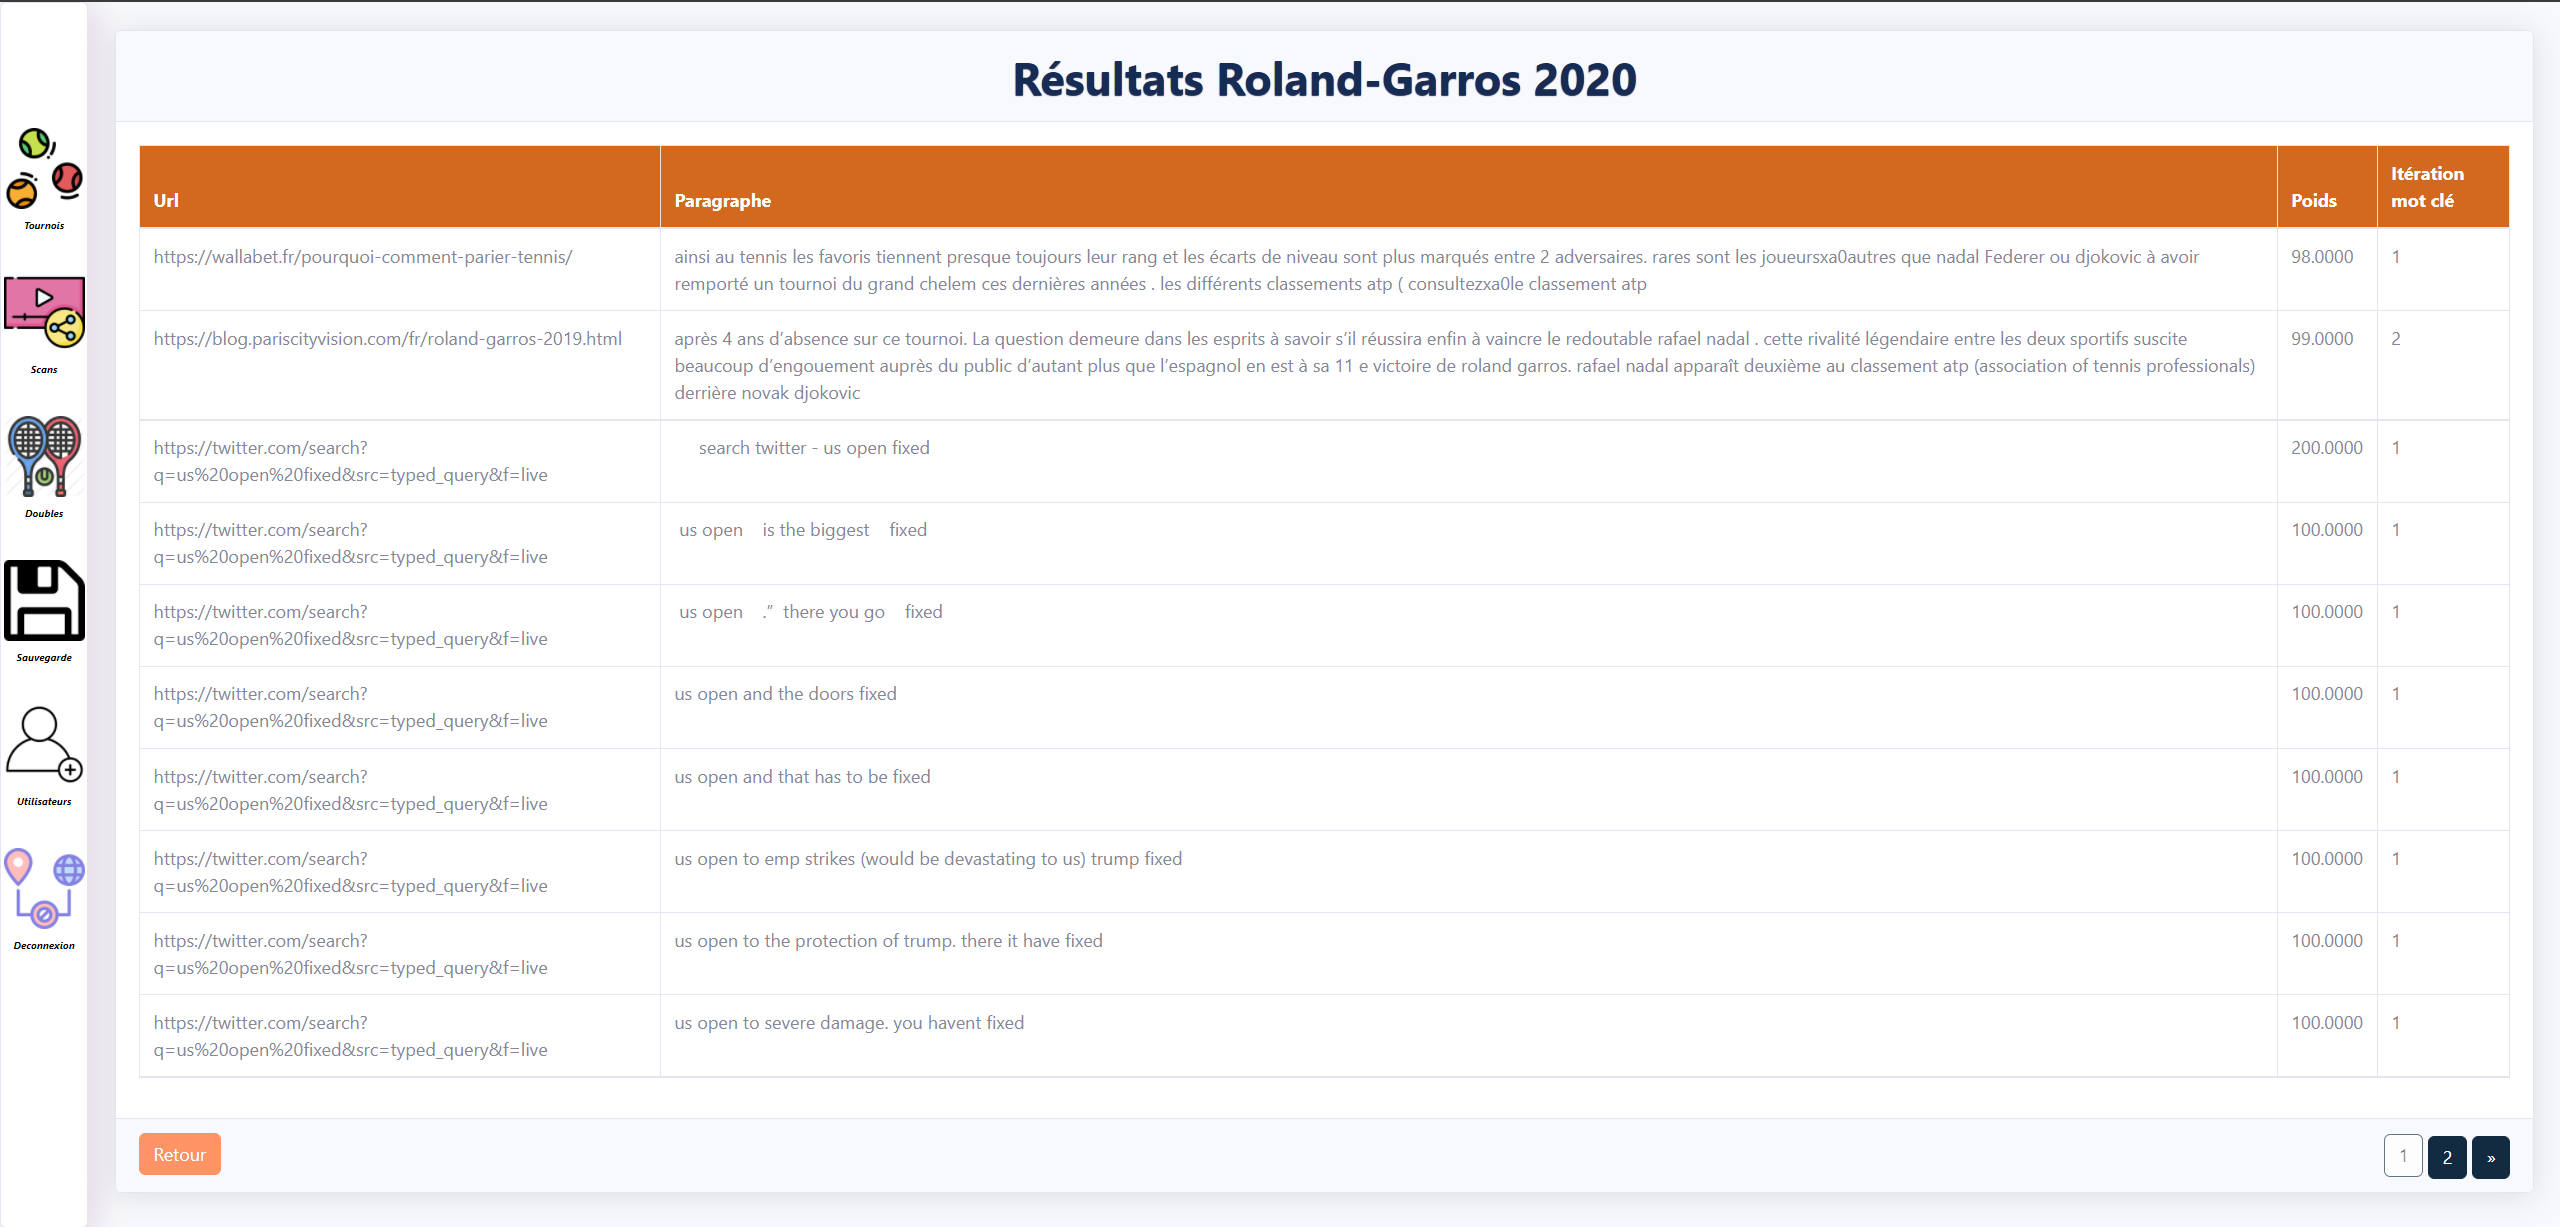 Résultats Roland-Garros 2020
Tournois
Scans
Doubles
Sauvegarde
Utilisateurs
Deconnexion
Url Paragraphe Poids Itération
mot clé
https://wallabet.fr/pourquoi-comment-parier-tennis/ ainsi au tennis les favoris tiennent presque toujours leur rang et les écarts de niveau sont plus marqués entre 2 adversaires. rares sont les joueursxa0autres que nadal Federer ou djokovic à avoir 98.0000 1
remporté un tournoi du grand chelem ces dernières années . les différents classements atp ( consultezxa0le classement atp
https://blog.pariscityvision.com/fr/roland-garros-2019.html après 4 ans d’absence sur ce tournoi. La question demeure dans les esprits à savoir s’il réussira enfin à vaincre le redoutable rafael nadal . cette rivalité légendaire entre les deux sportifs suscite 99.0000 2
beaucoup d’engouement auprès du public d’autant plus que l’espagnol en est à sa 11 e victoire de roland garros. rafael nadal apparaît deuxième au classement atp (association of tennis professionals)
derrière novak djokovic
https://twitter.com/search? search twitter - us open fixed 200.0000 1
q=us%20open%20fixed&src=typed_query&f=live
https://twitter.com/search? us open is the biggest fixed 100.0000 1
q=us%20open%20fixed&src=typed_query&f=live
https://twitter.com/search? us open .” there you go fixed 100.0000 1
q=us%20open%20fixed&src=typed_query&f=live
https://twitter.com/search? us open and the doors fixed 100.0000 1
q=us%20open%20fixed&src=typed_query&f=live
https://twitter.com/search? us open and that has to be fixed 100.0000 1
q=us%20open%20fixed&src=typed_query&f=live
https://twitter.com/search? us open to emp strikes (would be devastating to us) trump fixed 100.0000 1
q=us%20open%20fixed&src=typed_query&f=live
https://twitter.com/search? us open to the protection of trump. there it have fixed 100.0000 1
q=us%20open%20fixed&src=typed_query&f=live
https://twitter.com/search? us open to severe damage. you havent fixed 100.0000 1
q=us%20open%20fixed&src=typed_query&f=live
Retour 1 2 »